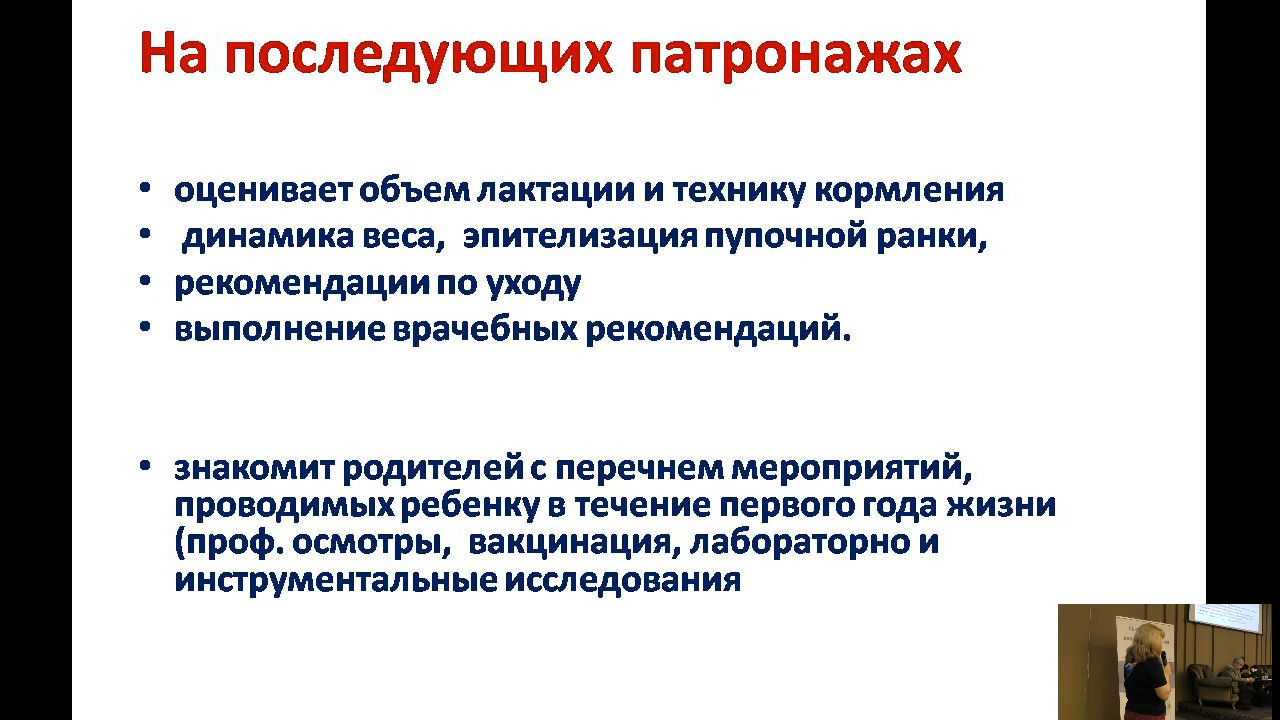 На последующих патронажах
• оценивает объем лактации и технику кормления
• динамика веса, эпителизация пупочной ранки,
• рекомендации по уходу
• выполнение врачебных рекомендаций.
• знакомит родителей с перечнем мероприятий,
проводимых ребенку в течение первого года жизни
(проф. осмотры, вакцинация, лабораторно и
инструментальные исследования